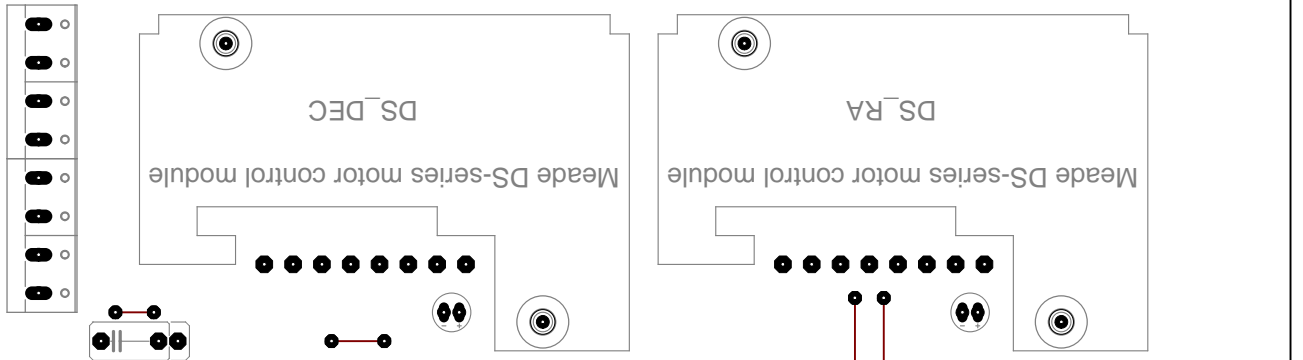 DS_DEC
Meade DS-series motor control module
DS_RA
Meade DS-series motor control module
- +
- +